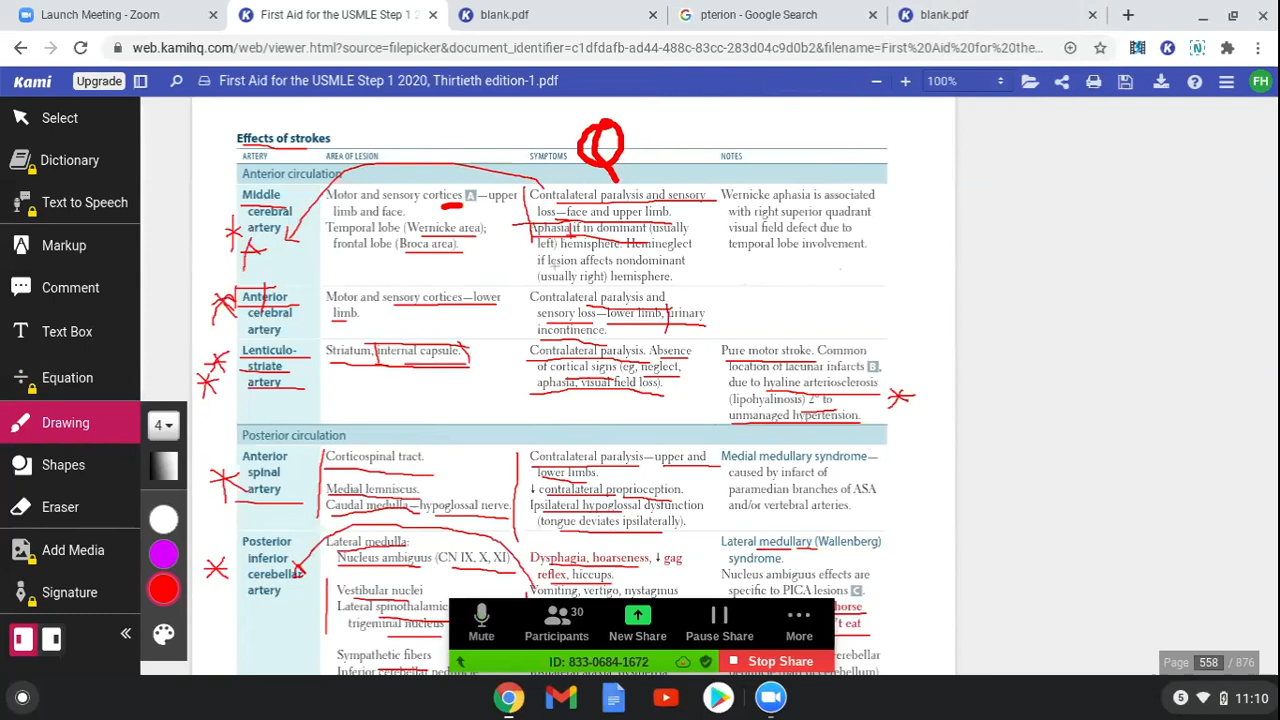 Launch Meeting - Zoom
First Aid for the USMLE Step 1 2
blank.pdf
pterion - Google Search
blank.pdf
web.kamihq.com/web/viewer.html?source=filepicker&document_identifier=c1dfdafb-ad44-488c-83cc-283d04c9d0b2&filename=First%20Aid%20for%20the...
Kami
Upgrade
First Aid for the USMLE Step 1 2020, Thirtieth edition-1.pdf
100%
FH
Select
Dictionary
Text to Speech
Markup
Comment
Text Box
Equation
Drawing
4
Shapes
Eraser
Add Media
Signature
Effects of strokes
Q
ARTERY AREA OF LESION SYMPTOMS NOTES
Anterior circulation
Middle cerebral artery
Motor and sensory cortices A—upper
limb and face.
Temporal lobe (Wernicke area);
frontal lobe (Broca area).
Contralateral paralysis and sensory
loss—face and upper limb.
Aphasia if in dominant (usually
left) hemisphere. Hemineglect
if lesion affects nondominant
(usually right) hemisphere.
Wernicke aphasia is associated
with right superior quadrant
visual field defect due to
temporal lobe involvement.
Anterior
cerebral
artery
Motor and sensory cortices—lower
limb.
Contralateral paralysis and
sensory loss—lower limb, urinary
incontinence.
Lenticulo-
striate
artery
Striatum, internal capsule.
Contralateral paralysis. Absence
of cortical signs (eg, neglect,
aphasia, visual field loss).
Pure motor stroke. Common
location of lacunar infarcts B,
due to hyaline arteriosclerosis
(lipohyalinosis) 2° to
unmanaged hypertension.
Posterior circulation
Anterior
spinal
artery
Corticospinal tract.
Medial lemniscus.
Caudal medulla—hypoglossal nerve.
Contralateral paralysis—upper and
lower limbs.
↓ contralateral proprioception.
Ipsilateral hypoglossal dysfunction
(tongue deviates ipsilaterally).
Medial medullary syndrome—
caused by infarct of
paramedian branches of ASA
and/or vertebral arteries.
Posterior
inferior
cerebellar
artery
Lateral medulla:
Nucleus ambiguus (CN IX, X, XI)
Vestibular nuclei
Lateral spinothalamic
trigeminal nucleus
Sympathetic fibers
Dysphagia, hoarseness, ↓ gag
reflex, hiccups.
Vomiting, vertigo, nystagmus
Lateral medullary (Wallenberg)
syndrome.
Nucleus ambiguus effects are
specific to PICA lesions C.
horse
't eat
Mute
30
Participants
New Share
Pause Share
More
ID: 833-0684-1672
Stop Share
Page 558 / 876
5
11:10